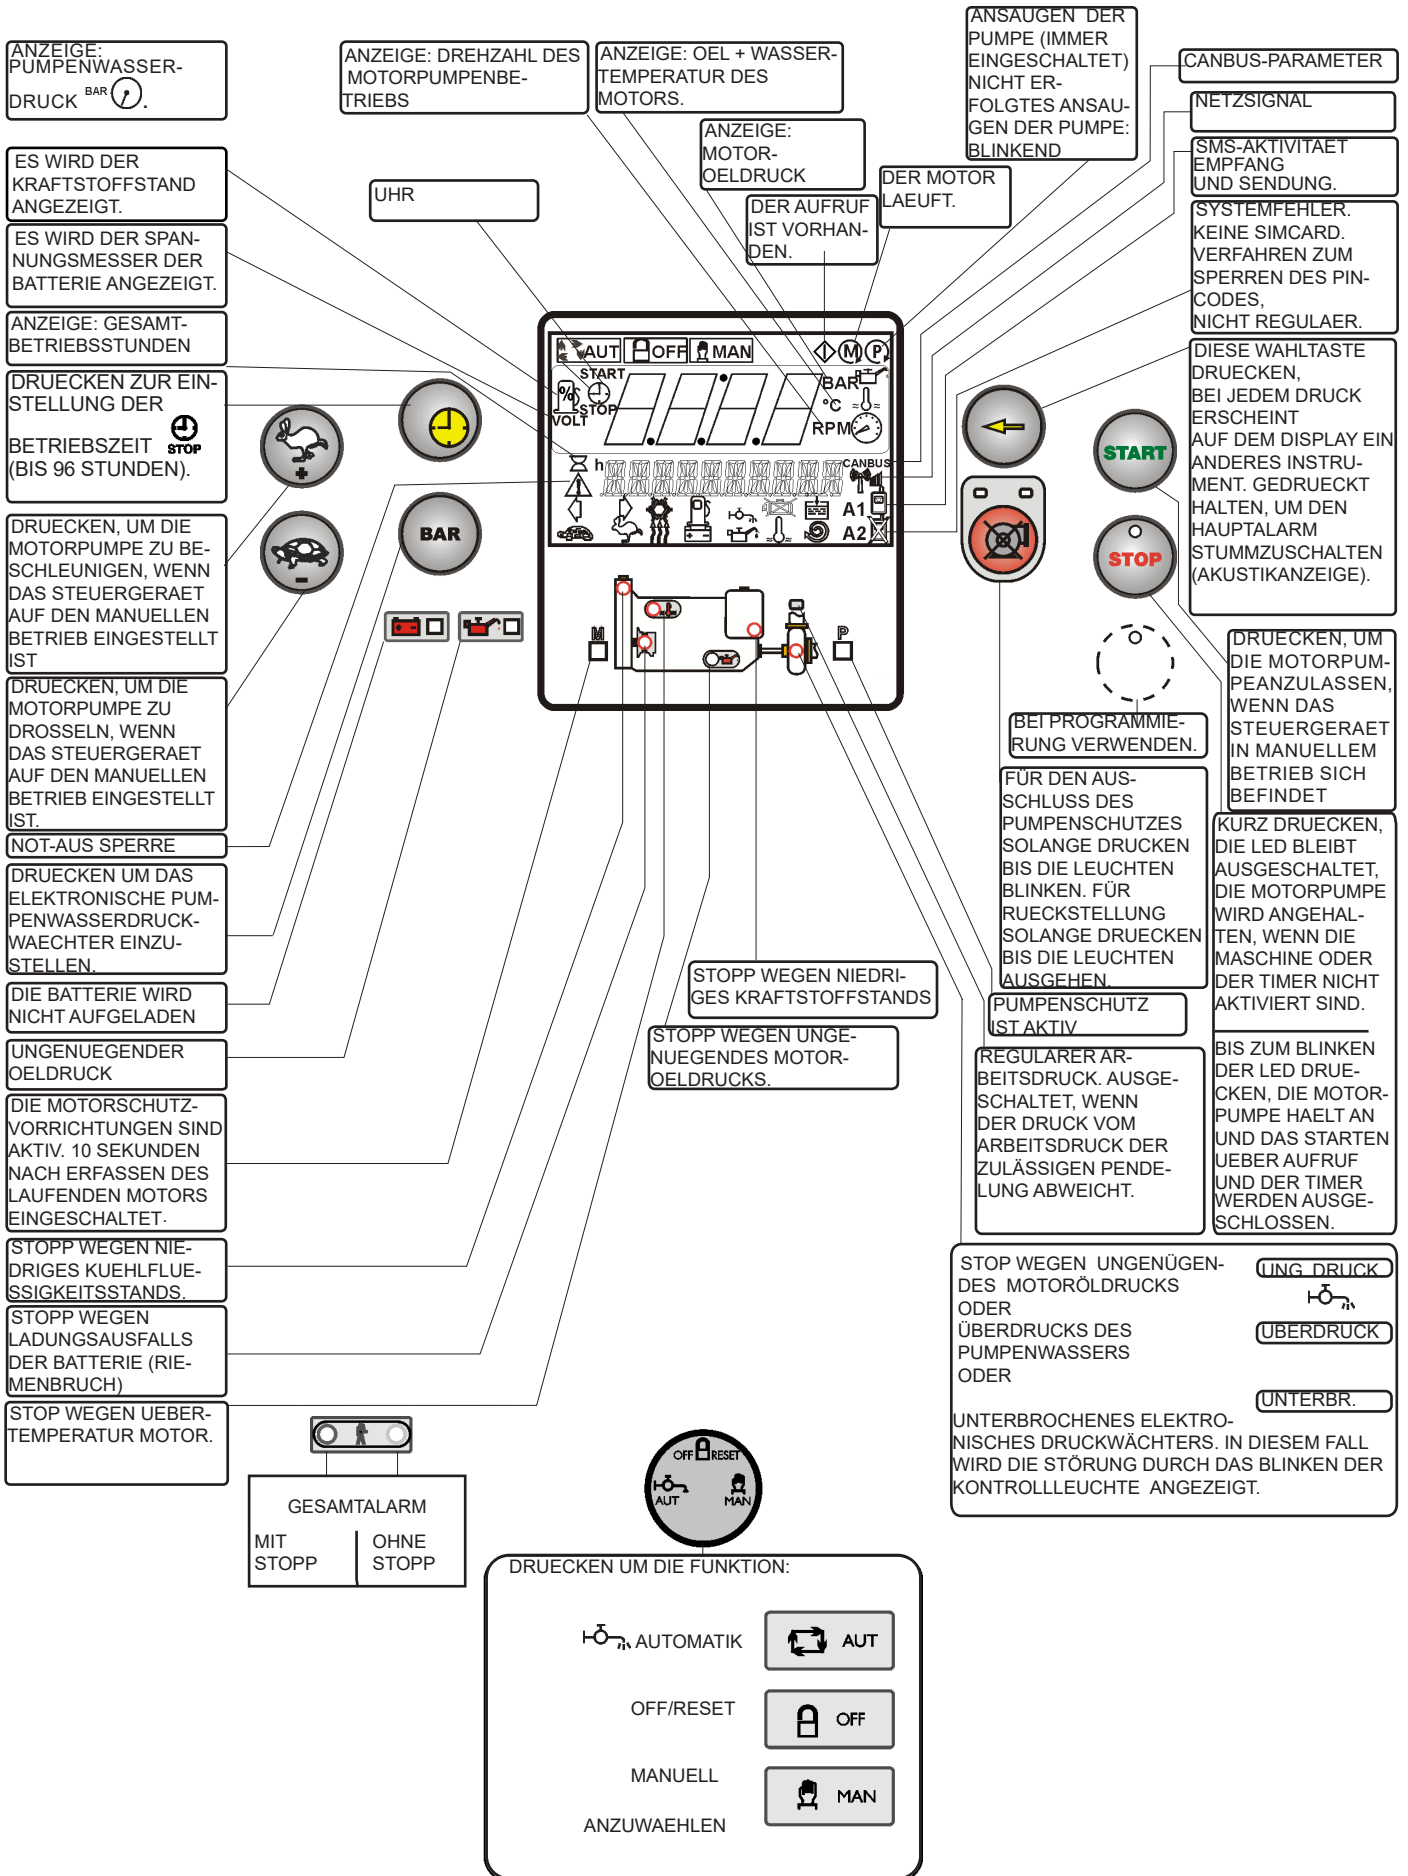 ANZEIGE:
PUMPENWASSER-
DRUCK BAR .
ES WIRD DER
KRAFTSTOFFSTAND
ANGEZEIGT.
ES WIRD DER SPAN-
NUNGSMESSER DER
BATTERIE ANGEZEIGT.
ANZEIGE: GESAMT-
BETRIEBSSTUNDEN
DRUECKEN ZUR EIN-
STELLUNG DER
BETRIEBSZEIT STOP
(BIS 96 STUNDEN).
DRUECKEN, UM DIE
MOTORPUMPE ZU BE-
SCHLEUNIGEN, WENN
DAS STEUERGERAET
AUF DEN MANUELLEN
BETRIEB EINGESTELLT
IST
DRUECKEN, UM DIE
MOTORPUMPE ZU
DROSSELN, WENN
DAS STEUERGERAET
AUF DEN MANUELLEN
BETRIEB EINGESTELLT
IST.
NOT-AUS SPERRE
DRUECKEN UM DAS
ELEKTRONISCHE PUM-
PENWASSERDRUCK-
WAECHTER EINZU-
STELLEN.
DIE BATTERIE WIRD
NICHT AUFGELADEN
UNGENUEGENDER
OELDRUCK
DIE MOTORSCHUTZ-
VORRICHTUNGEN SIND
AKTIV. 10 SEKUNDEN
NACH ERFASSEN DES
LAUFENDEN MOTORS
EINGESCHALTET.
STOPP WEGEN NIE-
DRIGES KUEHLFLUE-
SSIGKEITSSTANDS.
STOPP WEGEN
LADUNGSAUSFALLS
DER BATTERIE (RIE-
MENBRUCH)
STOP WEGEN UEBER-
TEMPERATUR MOTOR.
ANZEIGE: DREHZAHL DES
MOTORPUMPENBE-
TRIEBS
ANZEIGE: OEL + WASSER-
TEMPERATUR DES
MOTORS.
UHR
ANZEIGE:
MOTOR-
OELDRUCK
DER AUFRUF
IST VORHAN-
DEN.
DER MOTOR
LAEUFT.
ANSAUGEN DER
PUMPE (IMMER
EINGESCHALTET)
NICHT ER-
FOLGTES ANSAU-
GEN DER PUMPE:
BLINKEND
CANBUS-PARAMETER
NETZSIGNAL
SMS-AKTIVITAET
EMPFANG
UND SENDUNG.
SYSTEMFEHLER.
KEINE SIMCARD.
VERFAHREN ZUM
SPERREN DES PIN-
CODES,
NICHT REGULAER.
DIESE WAHLTASTE
DRUECKEN,
BEI JEDEM DRUCK
ERSCHEINT
AUF DEM DISPLAY EIN
ANDERES INSTRU-
MENT. GEDRUECKT
HALTEN, UM DEN
HAUPTALARM
STUMMZUSCHALTEN
(AKUSTIKANZEIGE).
AUT OFF MAN M P
START
% BAR
STOP °C
VOLT
RPM
h CANBUS
A1
A2
+
-
BAR
START
STOP
M
P
DRUECKEN, UM
DIE MOTORPUM-
PEANZULASSEN,
WENN DAS
STEUERGERAET
IN MANUELLEM
BETRIEB SICH
BEFINDET
BEI PROGRAMMIE-
RUNG VERWENDEN.
FÜR DEN AUS-
SCHLUSS DES
PUMPENSCHUTZES
SOLANGE DRUCKEN
BIS DIE LEUCHTEN
BLINKEN. FÜR
RUECKSTELLUNG
SOLANGE DRUECKEN
BIS DIE LEUCHTEN
AUSGEHEN.
KURZ DRUECKEN,
DIE LED BLEIBT
AUSGESCHALTET,
DIE MOTORPUMPE
WIRD ANGEHAL-
TEN, WENN DIE
MASCHINE ODER
DER TIMER NICHT
AKTIVIERT SIND.
BIS ZUM BLINKEN
DER LED DRUE-
CKEN, DIE MOTOR-
PUMPE HAELT AN
UND DAS STARTEN
UEBER AUFRUF
UND DER TIMER
WERDEN AUSGE-
SCHLOSSEN.
STOPP WEGEN NIEDRI-
GES KRAFTSTOFFSTANDS
STOPP WEGEN UNGE-
NUEGENDES MOTOR-
OELDRUCKS.
PUMPENSCHUTZ
IST AKTIV
REGULÄRER AR-
BEITSDRUCK. AUSGE-
SCHALTET, WENN
DER DRUCK VOM
ARBEITSDRUCK DER
ZULÄSSIGEN PENDE-
LUNG ABWEICHT.
STOP WEGEN UNGENÜGEN-
DES MOTORÖLDRUCKS
ODER
ÜBERDRUCKS DES
PUMPENWASSERS
ODER
UNTERBROCHENES ELEKTRO-
NISCHES DRUCKWÄCHTERS. IN DIESEM FALL
WIRD DIE STÖRUNG DURCH DAS BLINKEN DER
KONTROLLLEUCHTE ANGEZEIGT.
UNG. DRUCK
ÜBERDRUCK
UNTERBR.
GESAMTALARM
MIT
STOPP
OHNE
STOPP
OFF RESET
AUT MAN
DRUECKEN UM DIE FUNKTION:
AUTOMATIK AUT
OFF/RESET OFF
MANUELL MAN
ANZUWAEHLEN